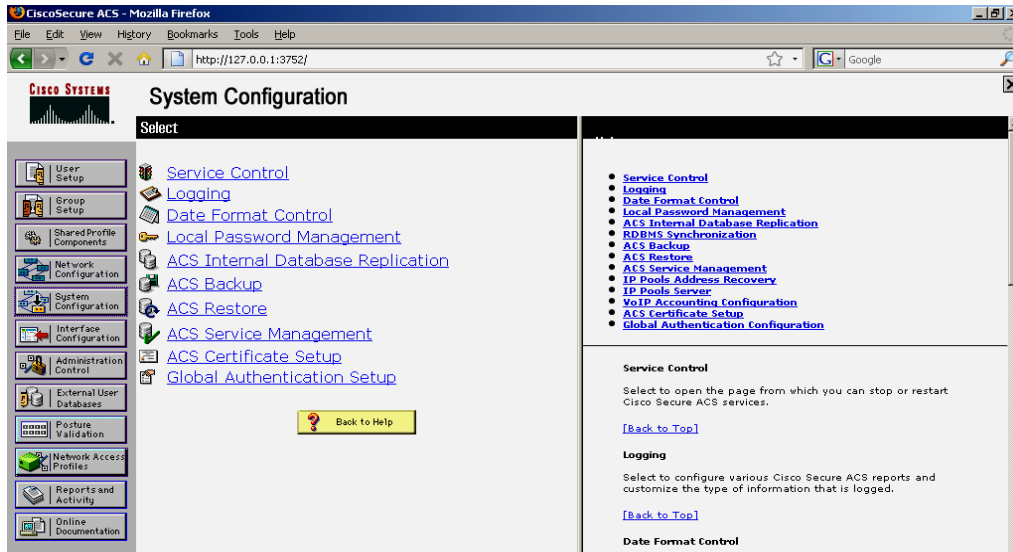 CiscoSecure ACS - Mozilla Firefox
File Edit View History Bookmarks Tools Help
http://127.0.0.1:3752/
Google
CISCO SYSTEMS
System Configuration
Select
User Setup
Group Setup
Shared Profile Components
Network Configuration
System Configuration
Interface Configuration
Administration Control
External User Databases
Posture Validation
Network Access Profiles
Reports and Activity
Online Documentation
Service Control
Logging
Date Format Control
Local Password Management
ACS Internal Database Replication
ACS Backup
ACS Restore
ACS Service Management
ACS Certificate Setup
Global Authentication Setup
Back to Help
Service Control
Logging
Date Format Control
Local Password Management
ACS Internal Database Replication
RDBMS Synchronization
ACS Backup
ACS Restore
ACS Service Management
IP Pools Address Recovery
IP Pools Server
VoIP Accounting Configuration
ACS Certificate Setup
Global Authentication Configuration
Service Control
Select to open the page from which you can stop or restart
Cisco Secure ACS services.
[Back to Top]
Logging
Select to configure various Cisco Secure ACS reports and
customize the type of information that is logged.
[Back to Top]
Date Format Control